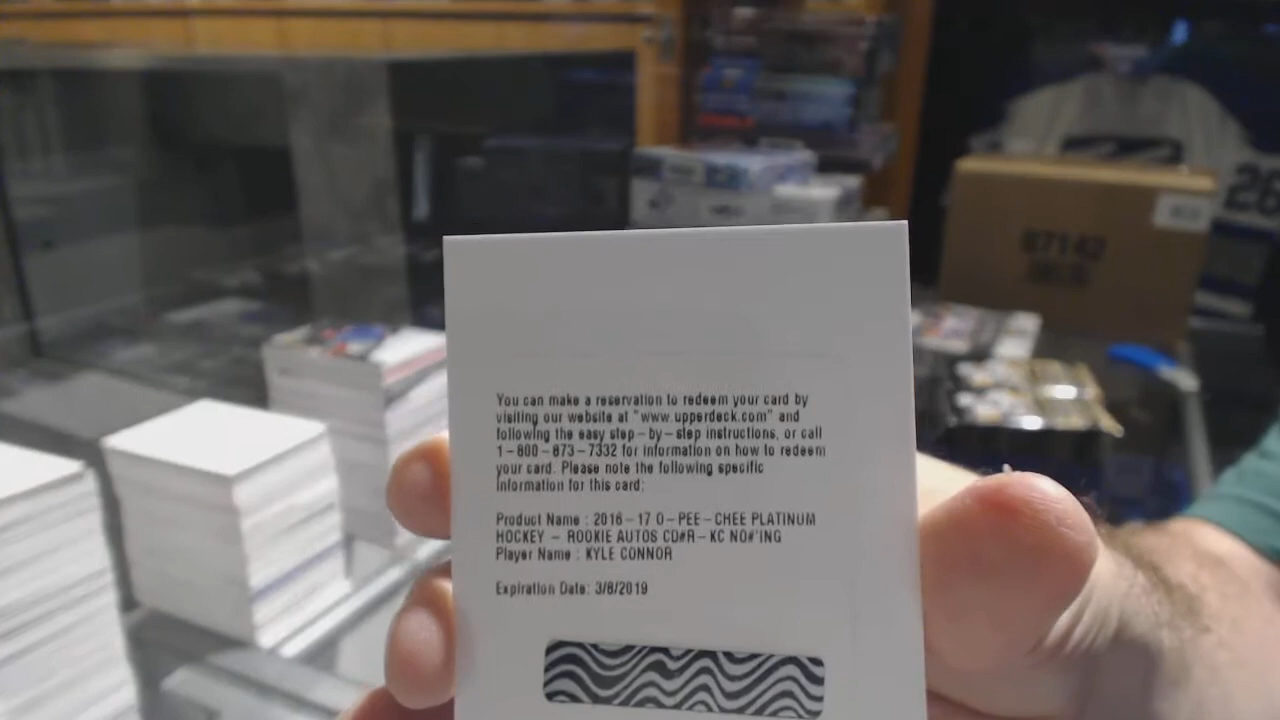 You can make a reservation to redeem your card by
visiting our website at "www.upperdeck.com" and
following the easy step-by-step instructions, or call
1-800-873-7332 for information on how to redeem
your card. Please note the following specific
information for this card:
Product Name : 2016-17 O-PEE-CHEE PLATINUM
HOCKEY - ROOKIE AUTOS CD#R-KC NO#'ING
Player Name : KYLE CONNOR
Expiration Date: 3/8/2019
87142
26